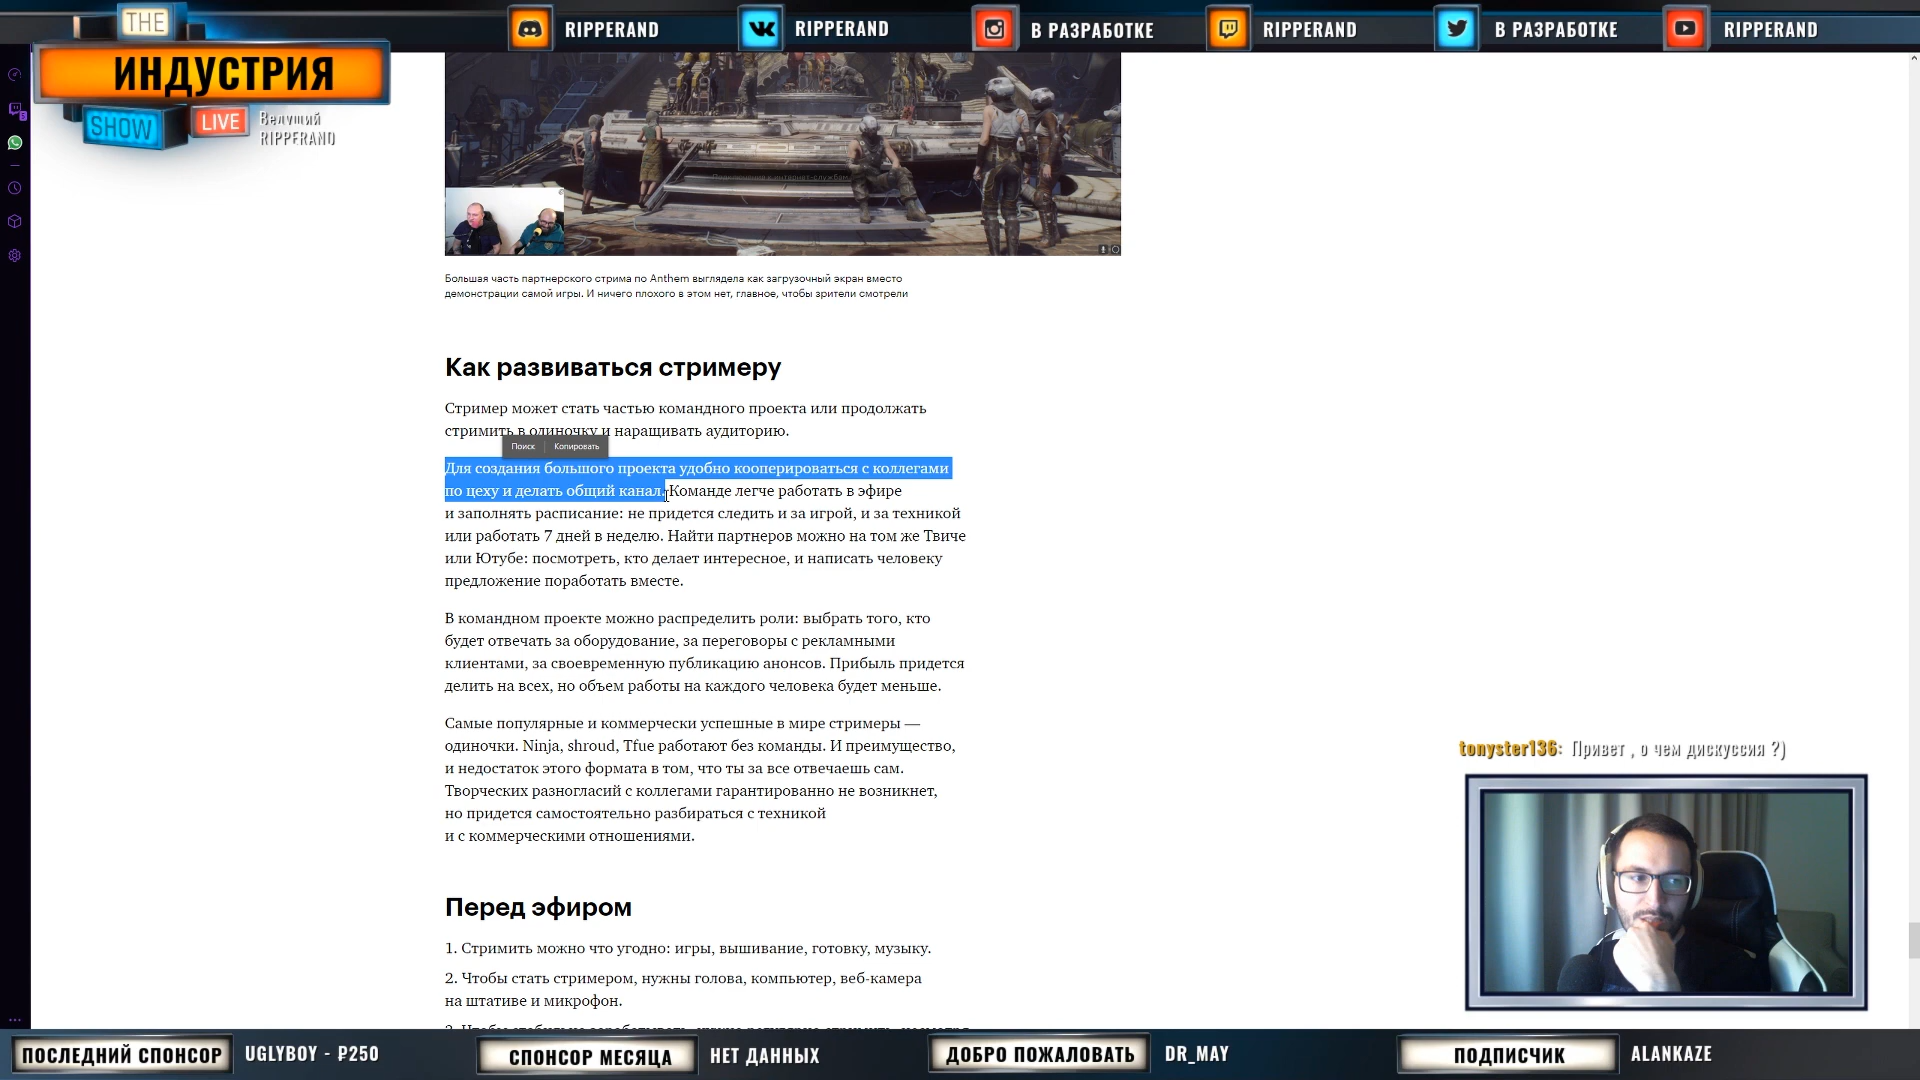 THE
ИНДУСТРИЯ
SHOW
LIVE
Ведущий
RIPPERAND
RIPPERAND
RIPPERAND
В РАЗРАБОТКЕ
RIPPERAND
В РАЗРАБОТКЕ
RIPPERAND
Большая часть партнерского стрима по Anthem выглядела как загрузочный экран вместо
демонстрации самой игры. И ничего плохого в этом нет, главное, чтобы зрители смотрели
Как развиваться стримеру
Стример может стать частью командного проекта или продолжать
стримить в одиночку и наращивать аудиторию.
Поиск
Копировать
Для создания большого проекта удобно кооперироваться с коллегами
по цеху и делать общий канал. Команде легче работать в эфире
и заполнять расписание: не придется следить и за игрой, и за техникой
или работать 7 дней в неделю. Найти партнеров можно на том же Твиче
или Ютубе: посмотреть, кто делает интересное, и написать человеку
предложение поработать вместе.
В командном проекте можно распределить роли: выбрать того, кто
будет отвечать за оборудование, за переговоры с рекламными
клиентами, за своевременную публикацию анонсов. Прибыль придется
делить на всех, но объем работы на каждого человека будет меньше.
Самые популярные и коммерчески успешные в мире стримеры —
одиночки. Ninja, shroud, Tfue работают без команды. И преимущество,
и недостаток этого формата в том, что ты за все отвечаешь сам.
Творческих разногласий с коллегами гарантированно не возникнет,
но придется самостоятельно разбираться с техникой
и с коммерческими отношениями.
Перед эфиром
1. Стримить можно что угодно: игры, вышивание, готовку, музыку.
2. Чтобы стать стримером, нужны голова, компьютер, веб-камера
на штативе и микрофон.
tonyster136: Привет , о чем дискуссия ?)
ПОСЛЕДНИЙ СПОНСОР
UGLYBOY - ₽250
СПОНСОР МЕСЯЦА
НЕТ ДАННЫХ
ДОБРО ПОЖАЛОВАТЬ
DR_MAY
ПОДПИСЧИК
ALANKAZE